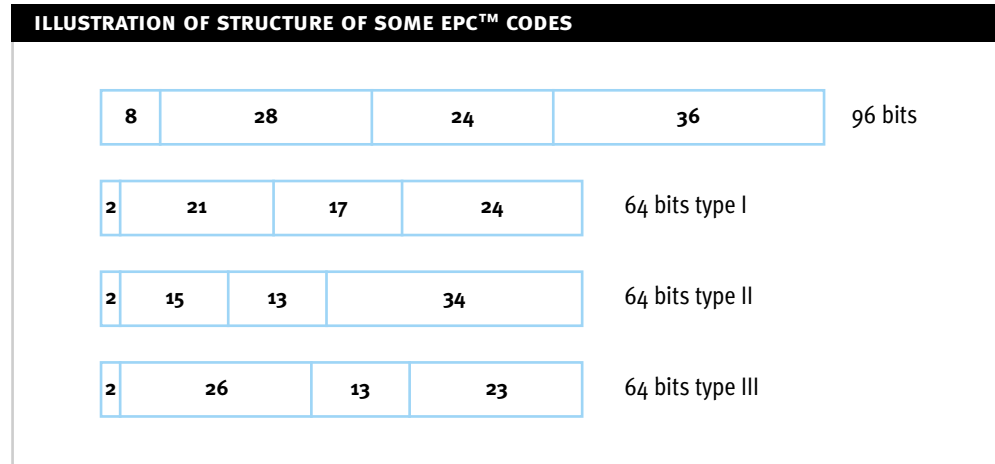 ILLUSTRATION OF STRUCTURE OF SOME EPC™ CODES
8 28 24 36 96 bits
2 21 17 24 64 bits type I
2 15 13 34 64 bits type II
2 26 13 23 64 bits type III